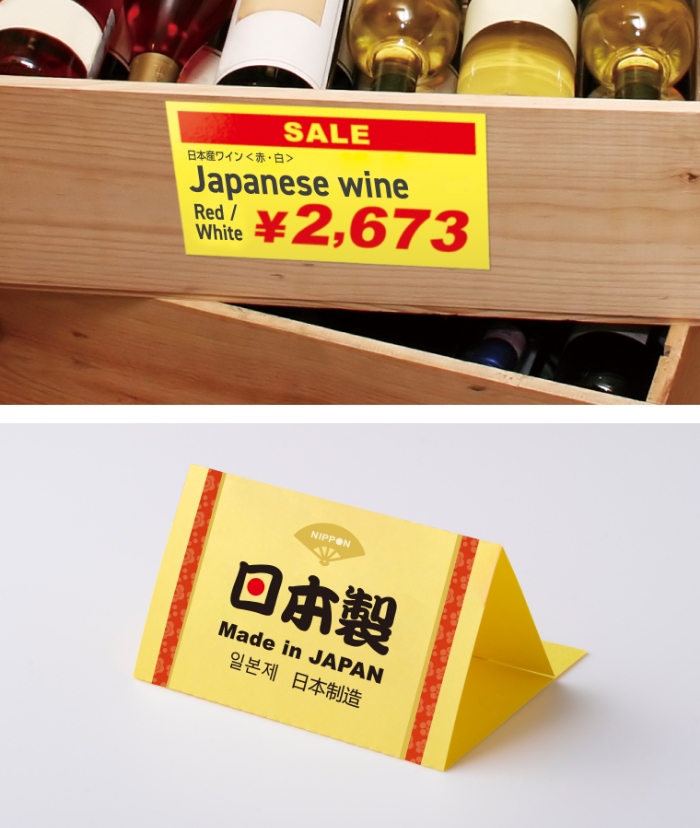 SALE
日本産ワイン＜赤・白＞
Japanese wine
Red /
White
¥2,673
NIPPON
日本製
Made in JAPAN
일본제 日本制造